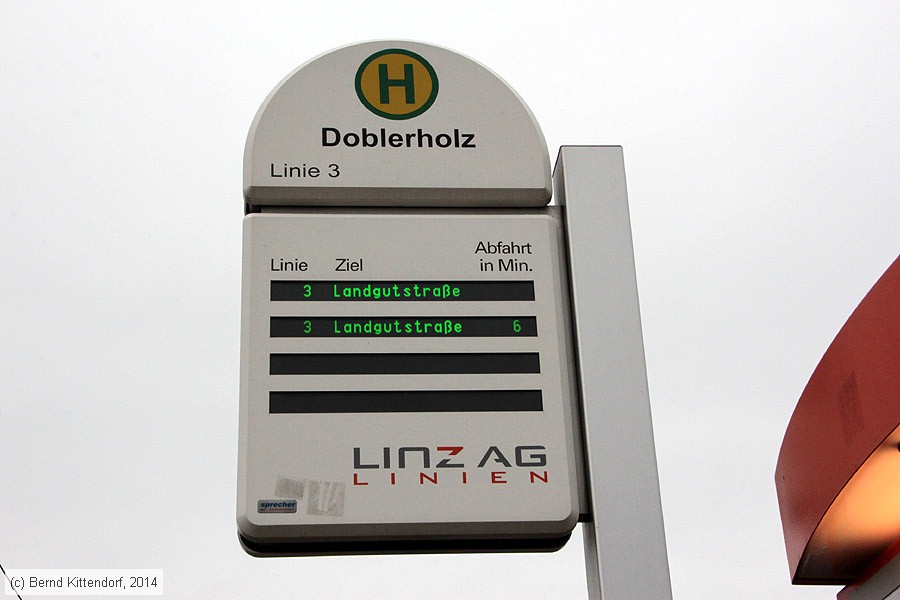 H
Doblerholz
Linie 3
Linie Ziel Abfahrt in Min.
3 Landgutstraße
3 Landgutstraße 6
LINZ AG
LINIEN
sprecher
(c) Bernd Kittendorf, 2014